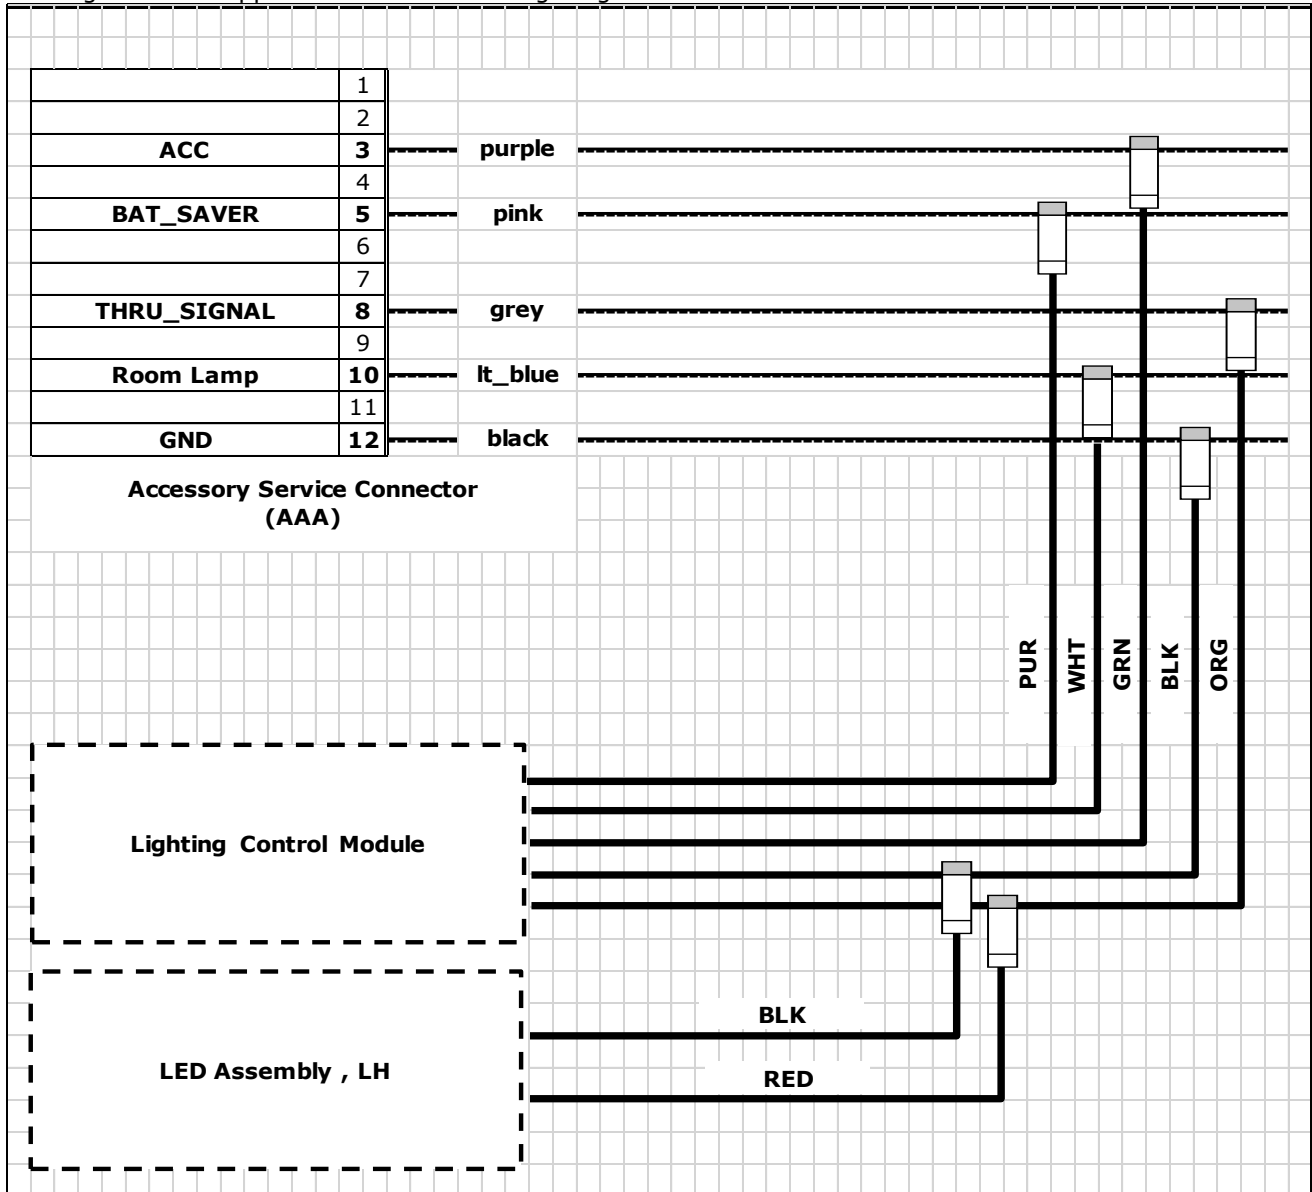 1
2
ACC 3 purple
4
BAT_SAVER 5 pink
6
7
THRU_SIGNAL 8 grey
9
Room Lamp 10 lt_blue
11
GND 12 black
Accessory Service Connector
(AAA)
PUR
WHT
GRN
BLK
ORG
Lighting Control Module
BLK
LED Assembly , LH
RED